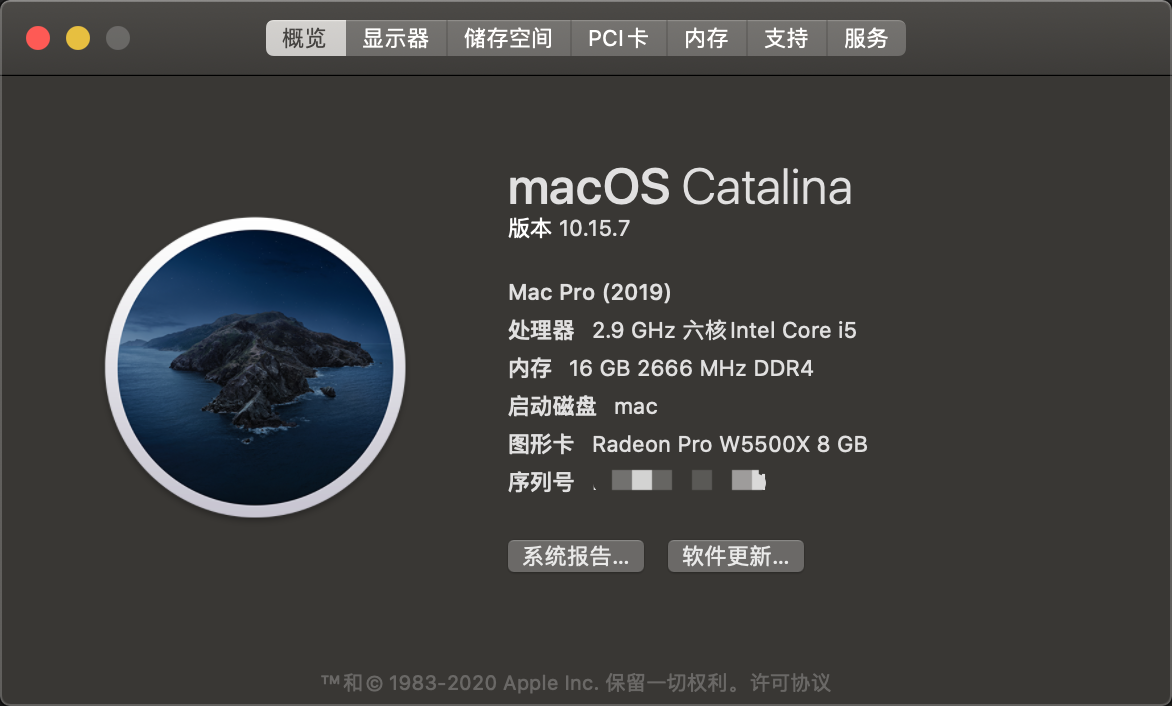 概览 显示器 储存空间 PCI卡 内存 支持 服务
macOS Catalina
版本 10.15.7
Mac Pro (2019)
处理器 2.9 GHz 六核Intel Core i5
内存 16 GB 2666 MHz DDR4
启动磁盘 mac
图形卡 Radeon Pro W5500X 8 GB
序列号
系统报告... 软件更新...
™和© 1983-2020 Apple Inc. 保留一切权利。许可协议